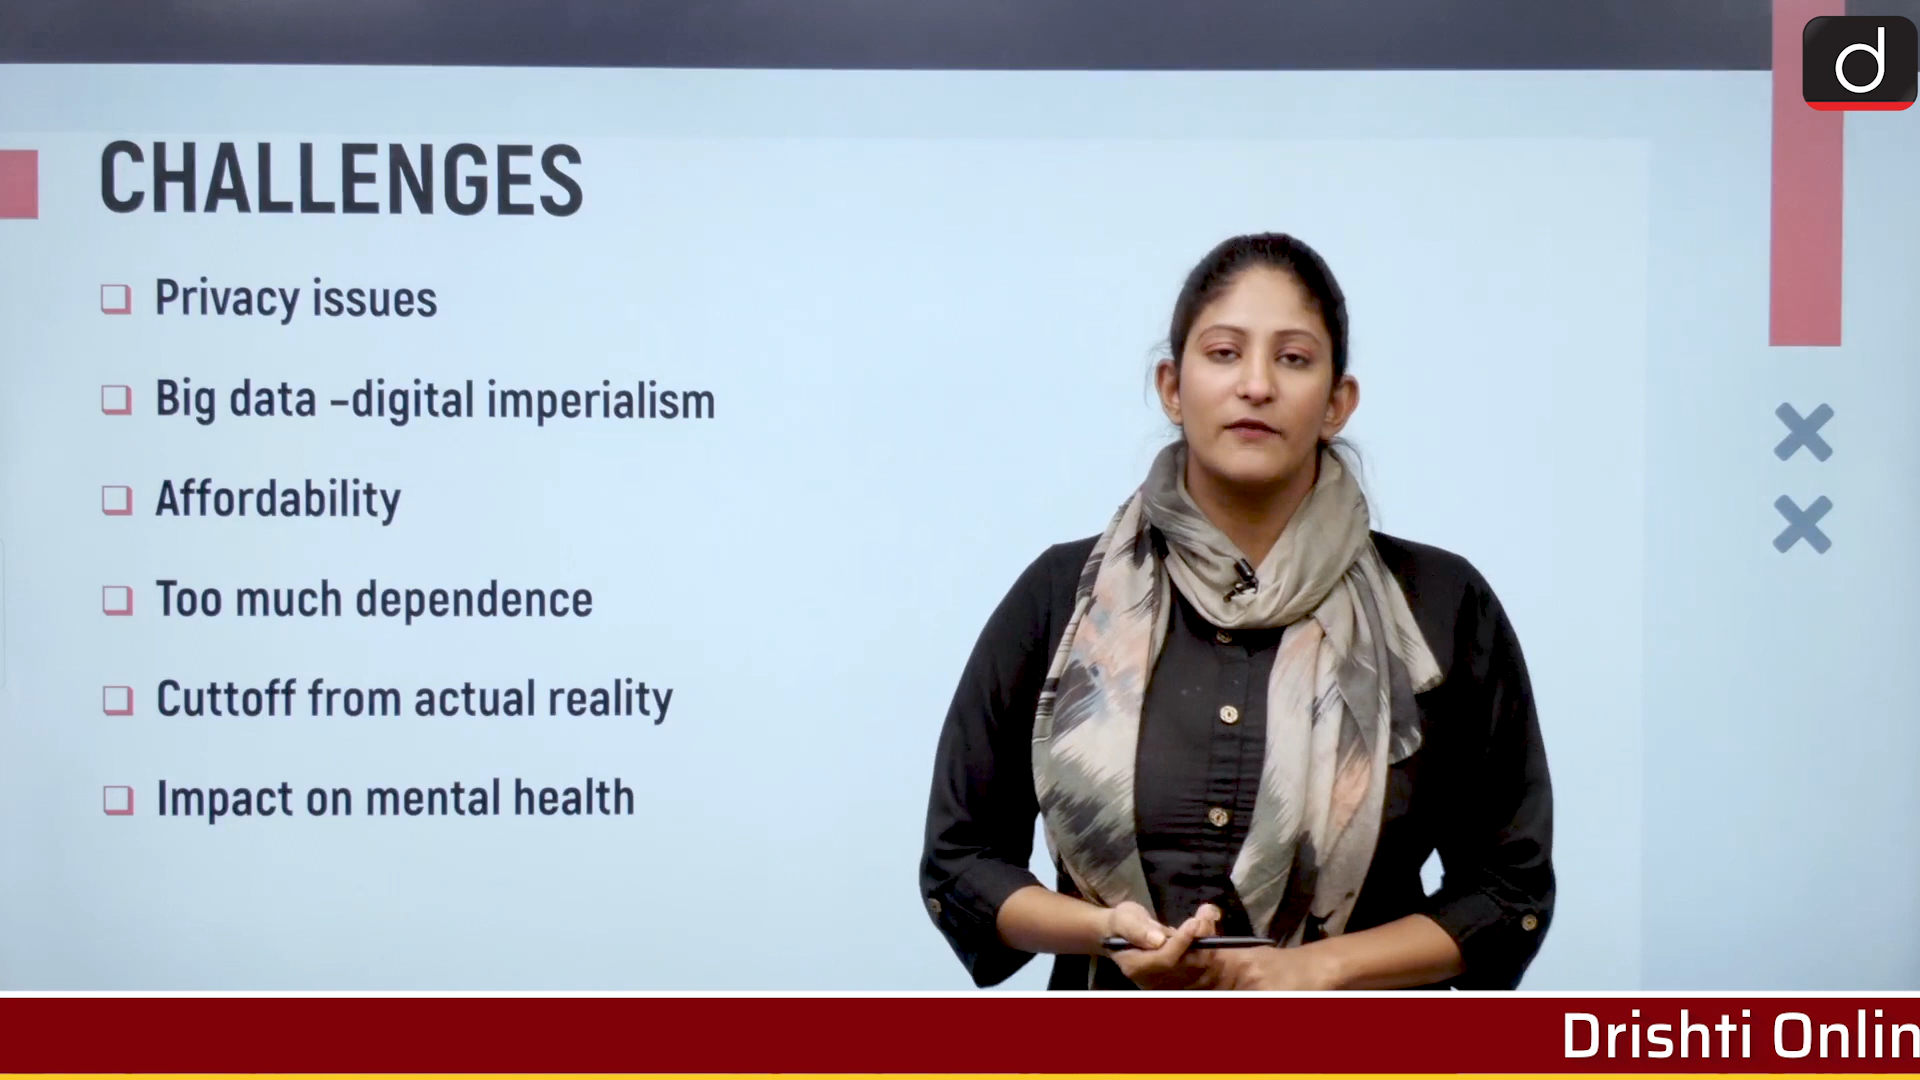 d
CHALLENGES
Privacy issues
Big data –digital imperialism
Affordability
Too much dependence
Cuttoff from actual reality
Impact on mental health
Drishti Onlin